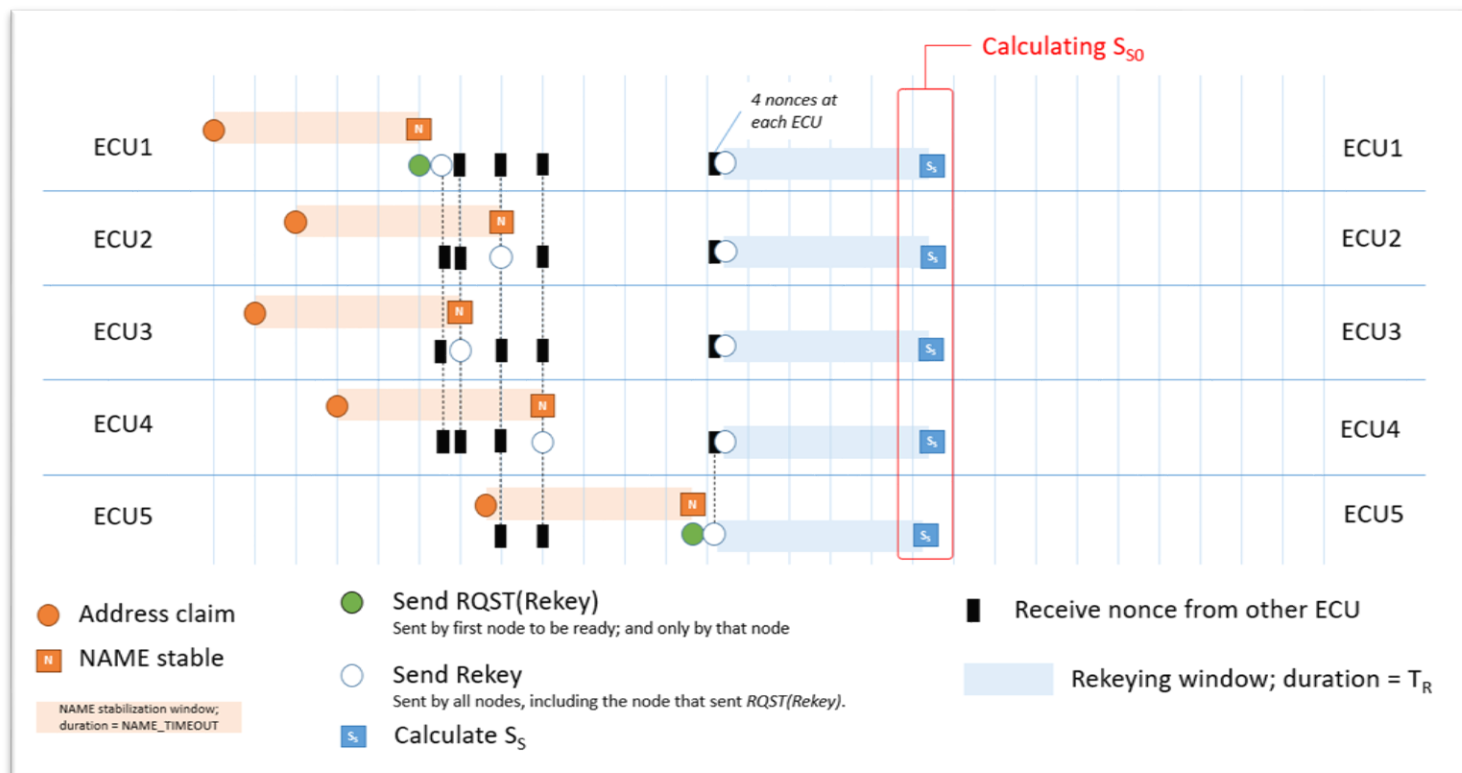 Calculating SS0
4 nonces at
each ECU
ECU1
N
SS
ECU1
ECU2
N
SS
ECU2
ECU3
N
SS
ECU3
ECU4
N
SS
ECU4
ECU5
N
SS
ECU5
Address claim
N NAME stable
NAME stabilization window;
duration = NAME_TIMEOUT
Send RQST(Rekey)
Sent by first node to be ready; and only by that node
Send Rekey
Sent by all nodes, including the node that sent RQST(Rekey).
SS Calculate SS
Receive nonce from other ECU
Rekeying window; duration = TR